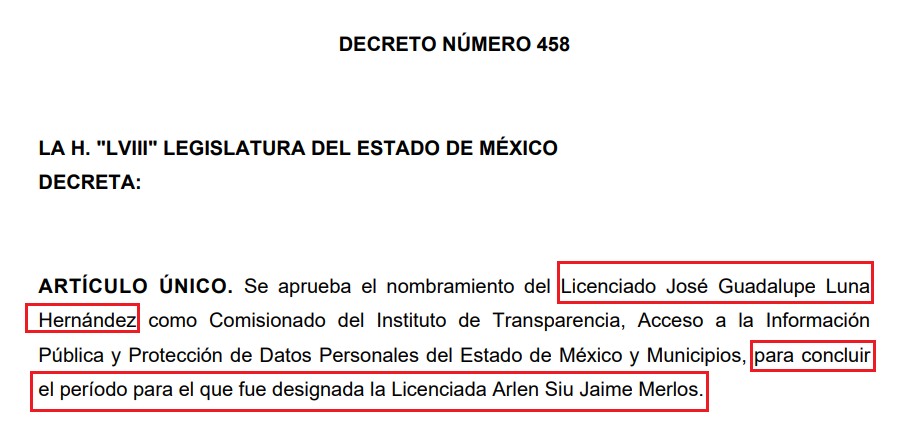 DECRETO NÚMERO 458
LA H. "LVIII" LEGISLATURA DEL ESTADO DE MÉXICO
DECRETA:
ARTÍCULO ÚNICO. Se aprueba el nombramiento del Licenciado José Guadalupe Luna
Hernández como Comisionado del Instituto de Transparencia, Acceso a la Información
Pública y Protección de Datos Personales del Estado de México y Municipios, para concluir
el período para el que fue designada la Licenciada Arlen Siu Jaime Merlos.